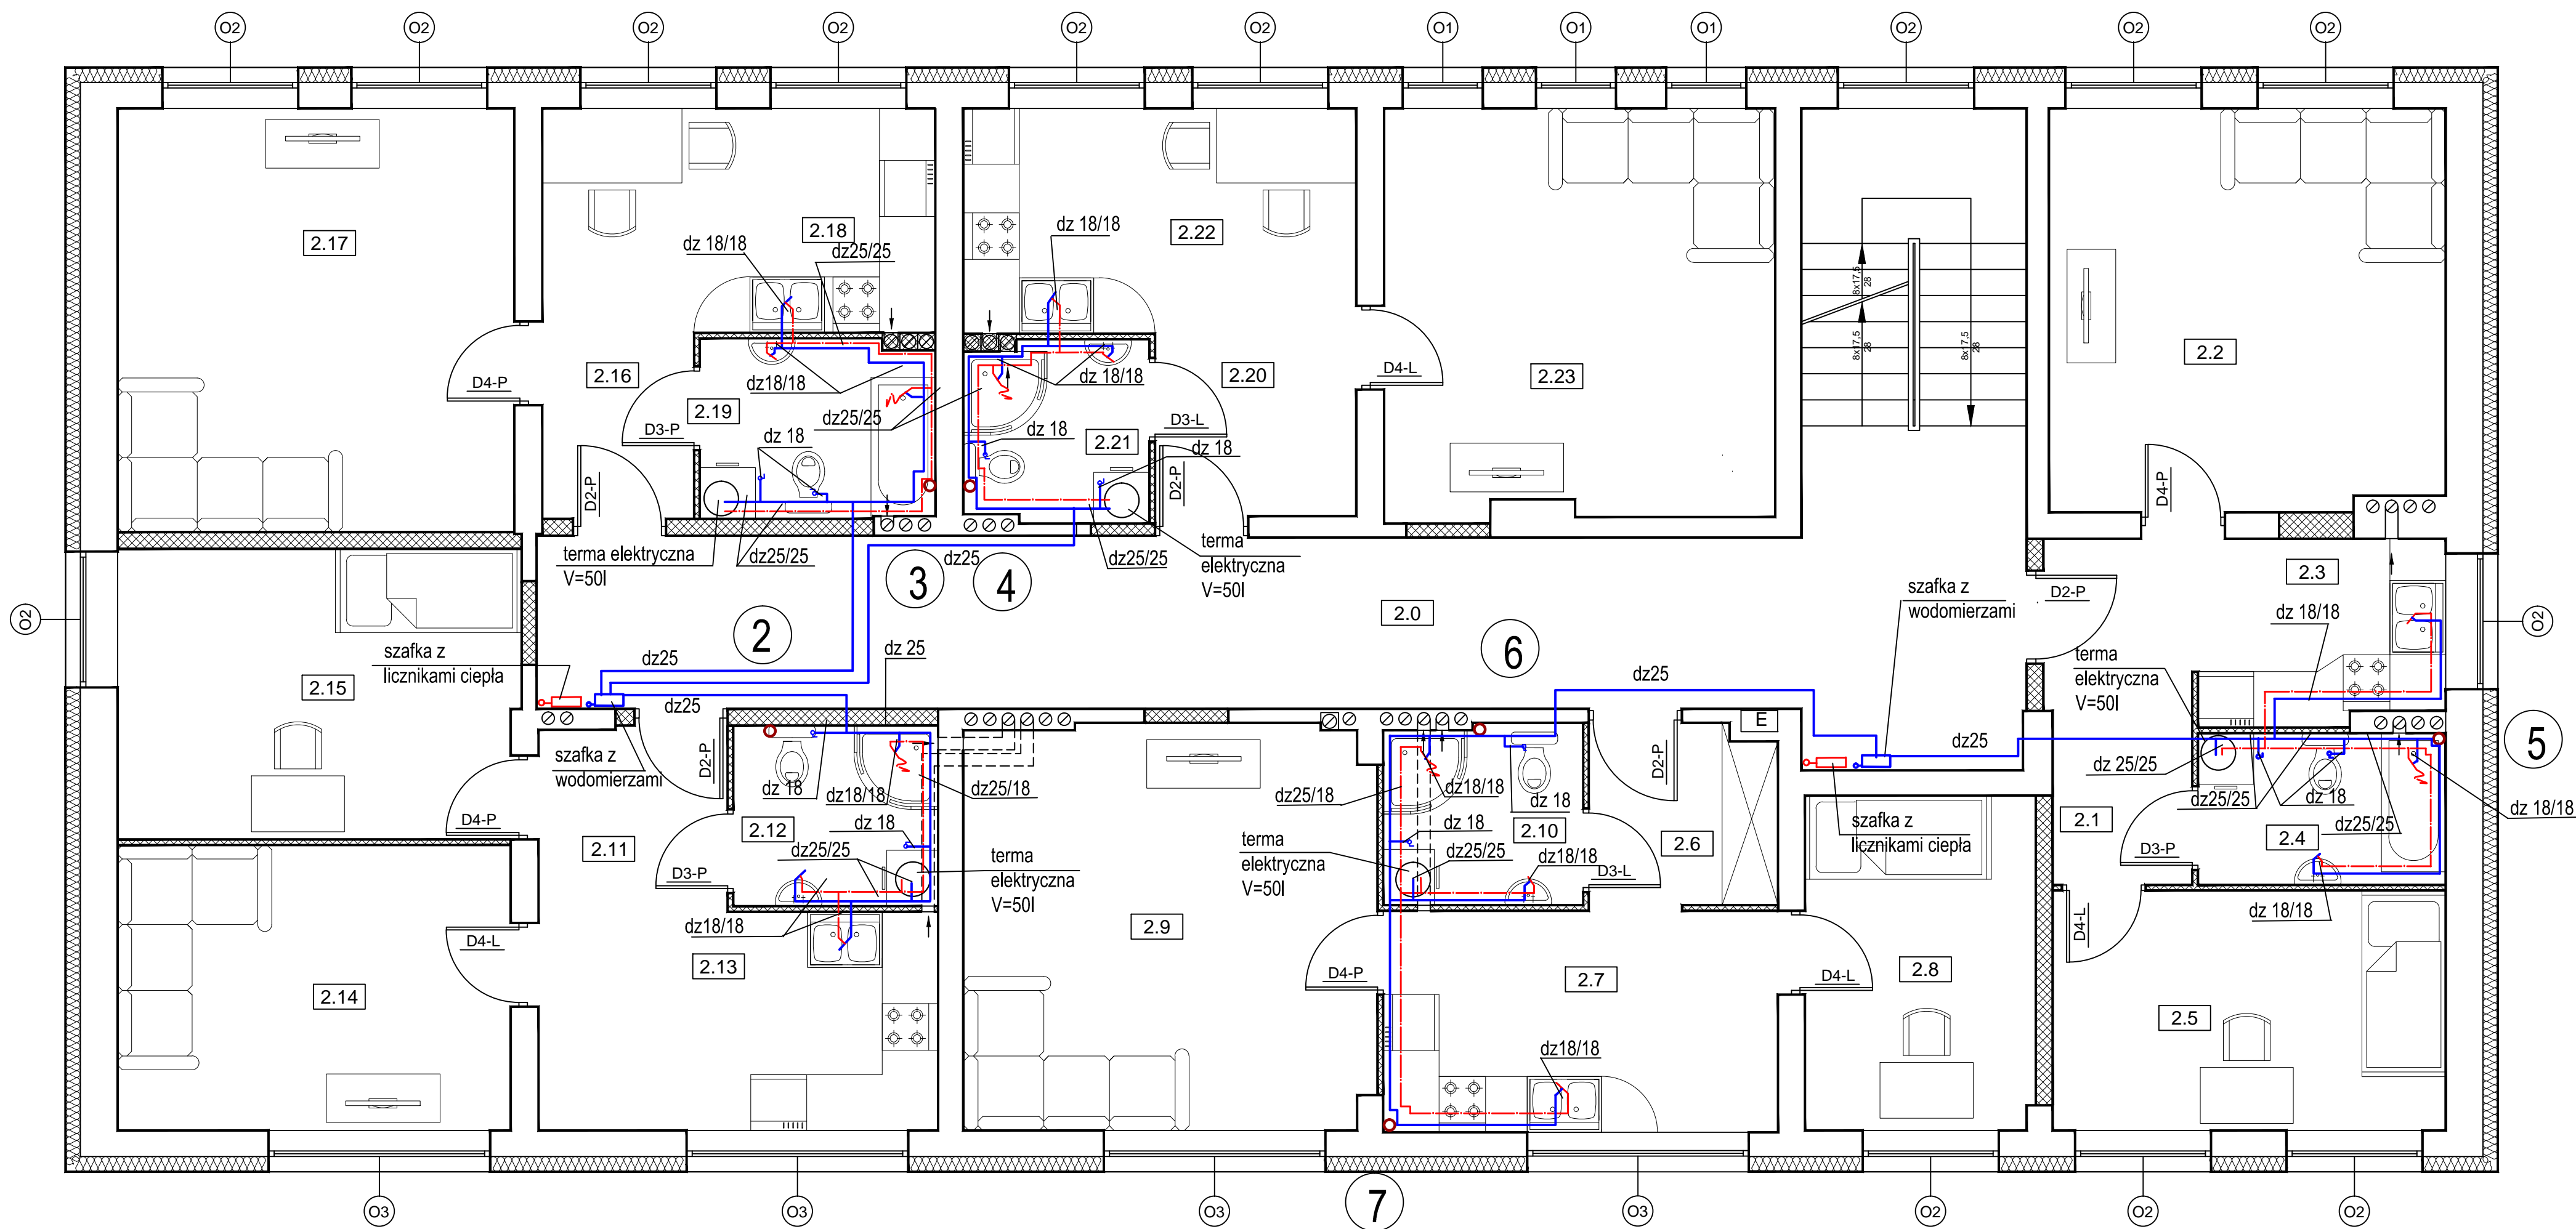 O2
O2
O2
O2
O2
O2
O1
O1
O1
O2
O2
O2
2.17
2.18
dz 18/18
dz25/25
2.22
dz 18/18
8x17,5
28
8x17,5
28
8x17,5
28
2.2
D4-P
2.16
dz18/18
2.19
dz25/25
D3-P
dz 18
D2-P
terma elektryczna
V=50l
dz25/25
dz 18/18
2.20
D3-L
dz 18
2.21
dz 18
D2-P
dz25
dz25/25
terma
elektryczna
V=50l
D4-L
2.23
D4-P
O2
3
4
2
2.0
6
szafka z
wodomierzami
D2-P
2.3
dz 18/18
O2
szafka z
licznikami ciepła
2.15
dz25
dz 25
dz25
dz25
terma
elektryczna
V=50l
szafka z
wodomierzami
D2-P
dz 18
dz18/18
dz25/18
dz25/18
dz18/18
dz 18
D2-P
E
dz25
5
dz 25/25
dz25/25
dz 18
dz25/25
dz 18/18
D4-P
2.11
2.12
dz 18
dz25/25
D3-P
terma
elektryczna
V=50l
terma
elektryczna
V=50l
dz 18
2.10
dz25/25
dz18/18
D3-L
2.6
szafka z
licznikami ciepła
2.1
2.4
D3-P
dz 18/18
D4-L
D4-L
dz18/18
2.13
2.14
2.9
D4-P
2.7
D4-L
2.8
2.5
dz18/18
O3
O3
O3
7
O3
O2
O2
O2